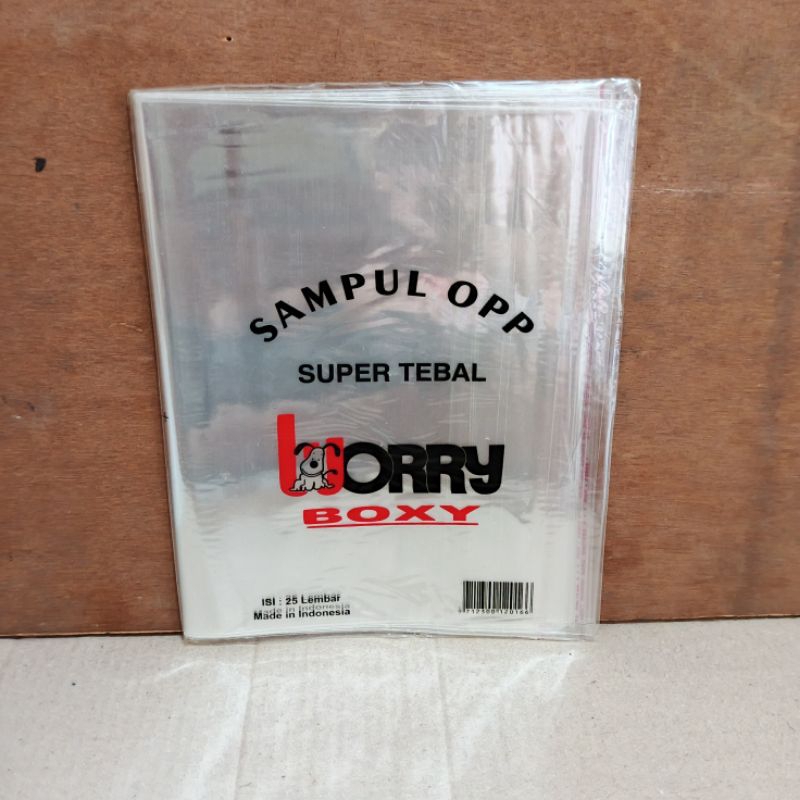 SAMPUL OPP
SUPER TEBAL
WORRY
BOXY
ISI : 25 Lembar
Made in Indonesia